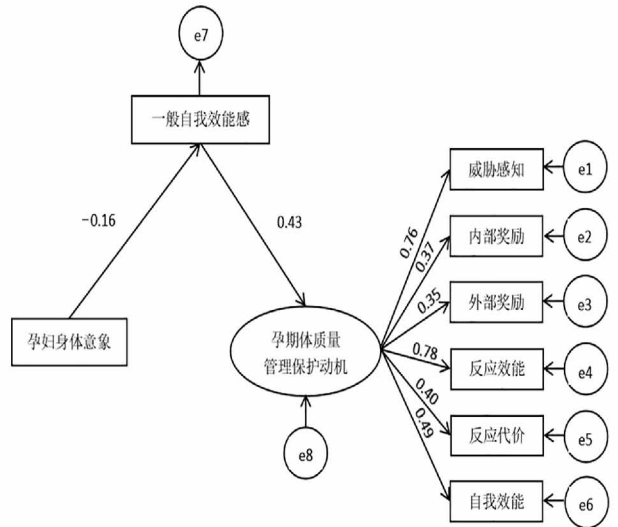 e7
一般自我效能感
-0.16
0.43
孕妇身体意象
孕期体质量
管理保护动机
e8
0.76
0.37
0.35
0.78
0.40
0.49
威胁感知
e1
内部奖励
e2
外部奖励
e3
反应效能
e4
反应代价
e5
自我效能
e6